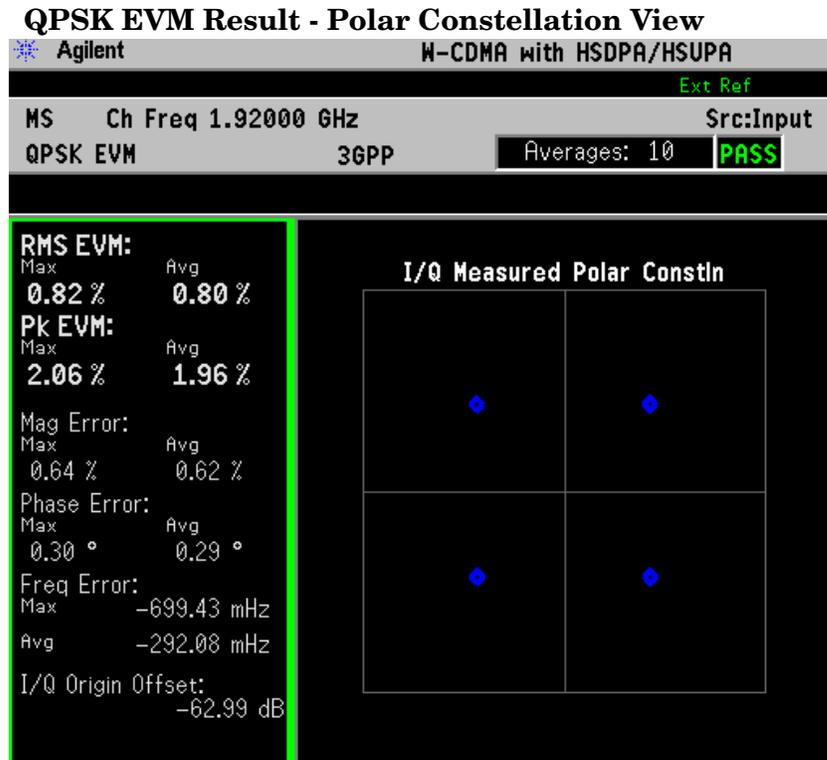 QPSK EVM Result - Polar Constellation View
Agilent W-CDMA with HSDPA/HSUPA
Ext Ref
MS Ch Freq 1.92000 GHz Src:Input
QPSK EVM 3GPP Averages: 10 PASS
RMS EVM:
Max Avg
0.82 % 0.80 %
Pk EVM:
Max Avg
2.06 % 1.96 %
Mag Error:
Max Avg
0.64 % 0.62 %
Phase Error:
Max Avg
0.30 ° 0.29 °
Freq Error:
Max -699.43 mHz
Avg -292.08 mHz
I/Q Origin Offset:
-62.99 dB
I/Q Measured Polar Constln